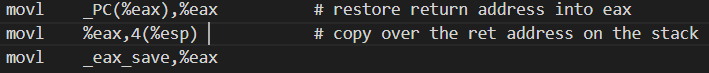 movl _PC(%eax),%eax # restore return address into eax
movl %eax,4(%esp) # copy over the ret address on the stack
movl _eax_save,%eax